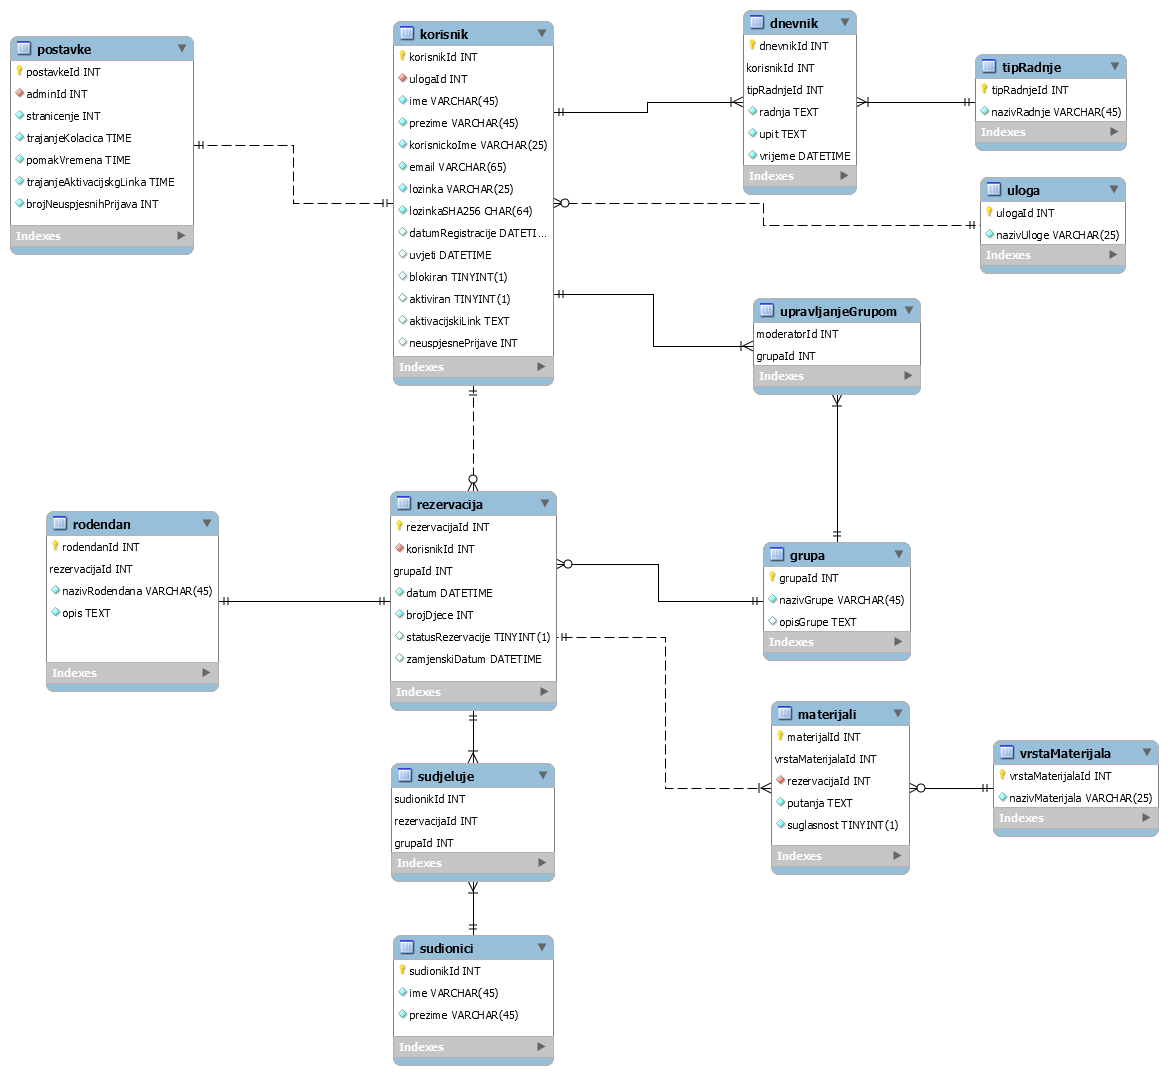 postavke
postavkeId INT
adminId INT
stranicenje INT
trajanjeKolacica TIME
pomakVremena TIME
trajanjeAktivacijskgLinka TIME
brojNeuspjesnihPrijava INT
Indexes
korisnik
korisnikId INT
ulogaId INT
ime VARCHAR(45)
prezime VARCHAR(45)
korisnickoIme VARCHAR(25)
email VARCHAR(65)
lozinka VARCHAR(25)
lozinkaSHA256 CHAR(64)
datumRegistracije DATETI...
uvjeti DATETIME
blokiran TINYINT(1)
aktiviran TINYINT(1)
aktivacijskiLink TEXT
neuspjesnePrijave INT
Indexes
dnevnik
dnevnikId INT
korisnikId INT
tipRadnjeId INT
radnja TEXT
upit TEXT
vrijeme DATETIME
Indexes
tipRadnje
tipRadnjeId INT
nazivRadnje VARCHAR(45)
Indexes
uloga
ulogaId INT
nazivUloge VARCHAR(25)
Indexes
upravljanjeGrupom
moderatorId INT
grupaId INT
Indexes
rodendan
rodendanId INT
rezervacijaId INT
nazivRodendana VARCHAR(45)
opis TEXT
Indexes
rezervacija
rezervacijaId INT
korisnikId INT
grupaId INT
datum DATETIME
brojDjece INT
statusRezervacije TINYINT(1)
zamjenskiDatum DATETIME
Indexes
grupa
grupaId INT
nazivGrupe VARCHAR(45)
opisGrupe TEXT
Indexes
materijali
materijalId INT
vrstaMaterijalaId INT
rezervacijaId INT
putanja TEXT
suglasnost TINYINT(1)
Indexes
vrstaMaterijala
vrstaMaterijalaId INT
nazivMaterijala VARCHAR(25)
Indexes
sudjeluje
sudionikId INT
rezervacijaId INT
grupaId INT
Indexes
sudionici
sudionikId INT
ime VARCHAR(45)
prezime VARCHAR(45)
Indexes